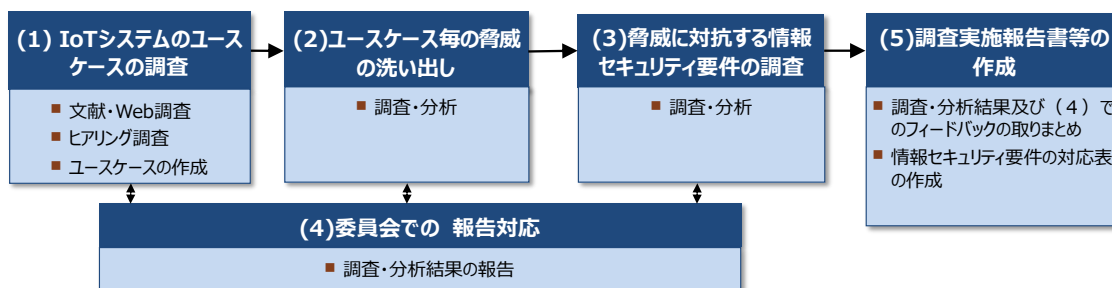 (1) IoTシステムのユース
ケースの調査
■ 文献・Web調査
■ ヒアリング調査
■ ユースケースの作成
(2)ユースケース毎の脅威
の洗い出し
■ 調査・分析
(3)脅威に対抗する情報
セキュリティ要件の調査
■ 調査・分析
(5)調査実施報告書等の
作成
■ 調査・分析結果及び（4）で
のフィードバックの取りまとめ
■ 情報セキュリティ要件の対応表
の作成
(4)委員会での 報告対応
■ 調査・分析結果の報告